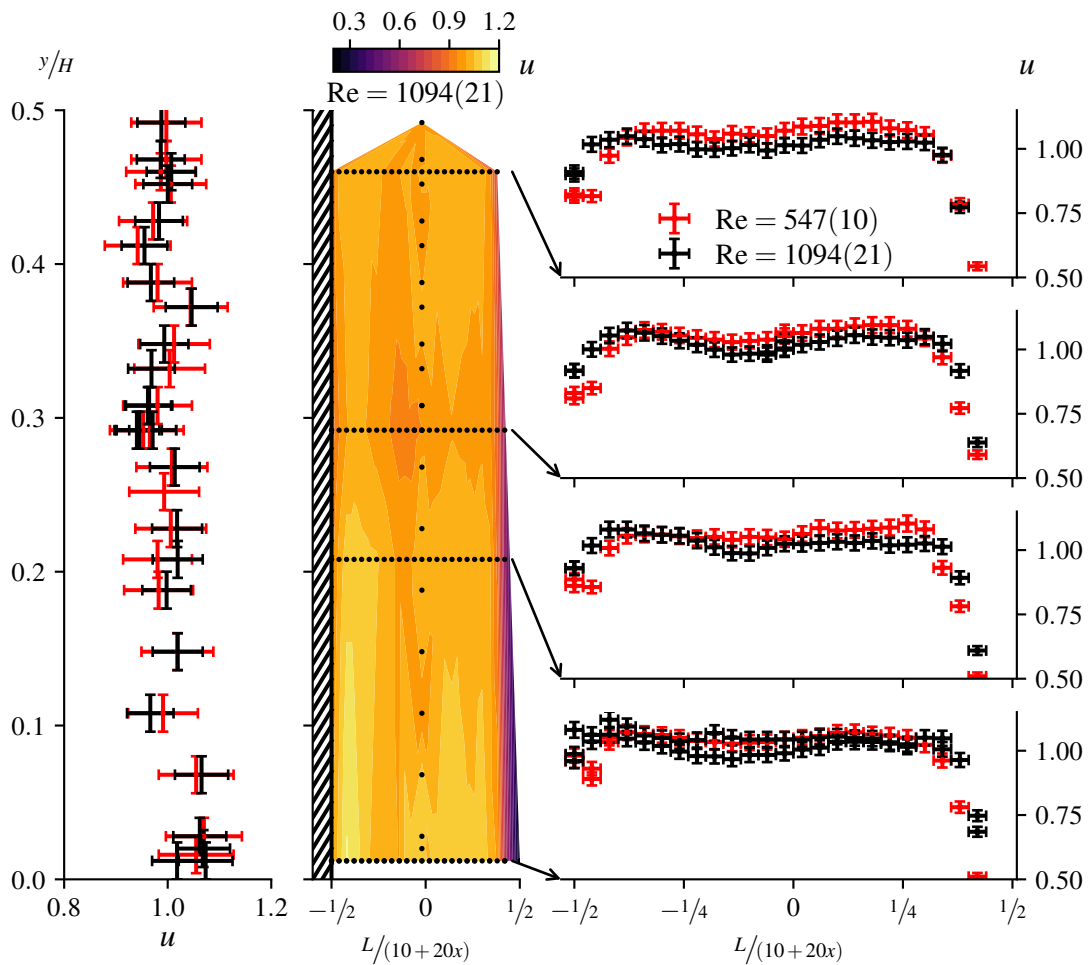 0.3 0.6 0.9 1.2
u
Re = 1094(21)
y/H
0.5
0.4
0.3
0.2
0.1
0.0
0.8 1.0 1.2
u
−1/2 0 1/2
L/(10 + 20x)
u
1.00
0.75
0.50
Re = 547(10)
Re = 1094(21)
1.00
0.75
0.50
1.00
0.75
0.50
1.00
0.75
0.50
−1/2 −1/4 0 1/4 1/2
L/(10 + 20x)